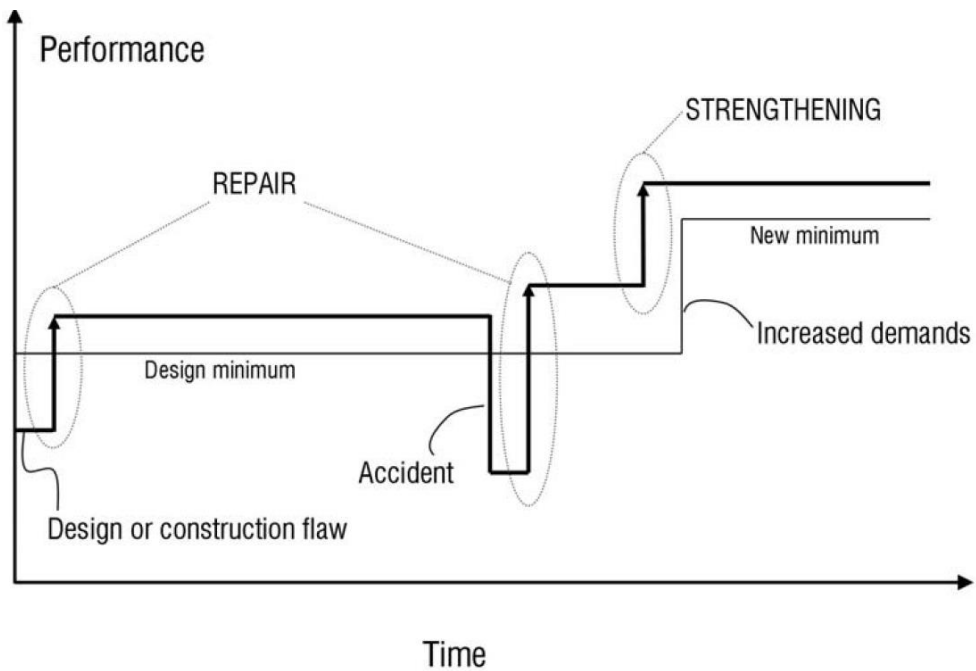 Performance
STRENGTHENING
REPAIR
New minimum
Increased demands
Design minimum
Accident
Design or construction flaw
Time